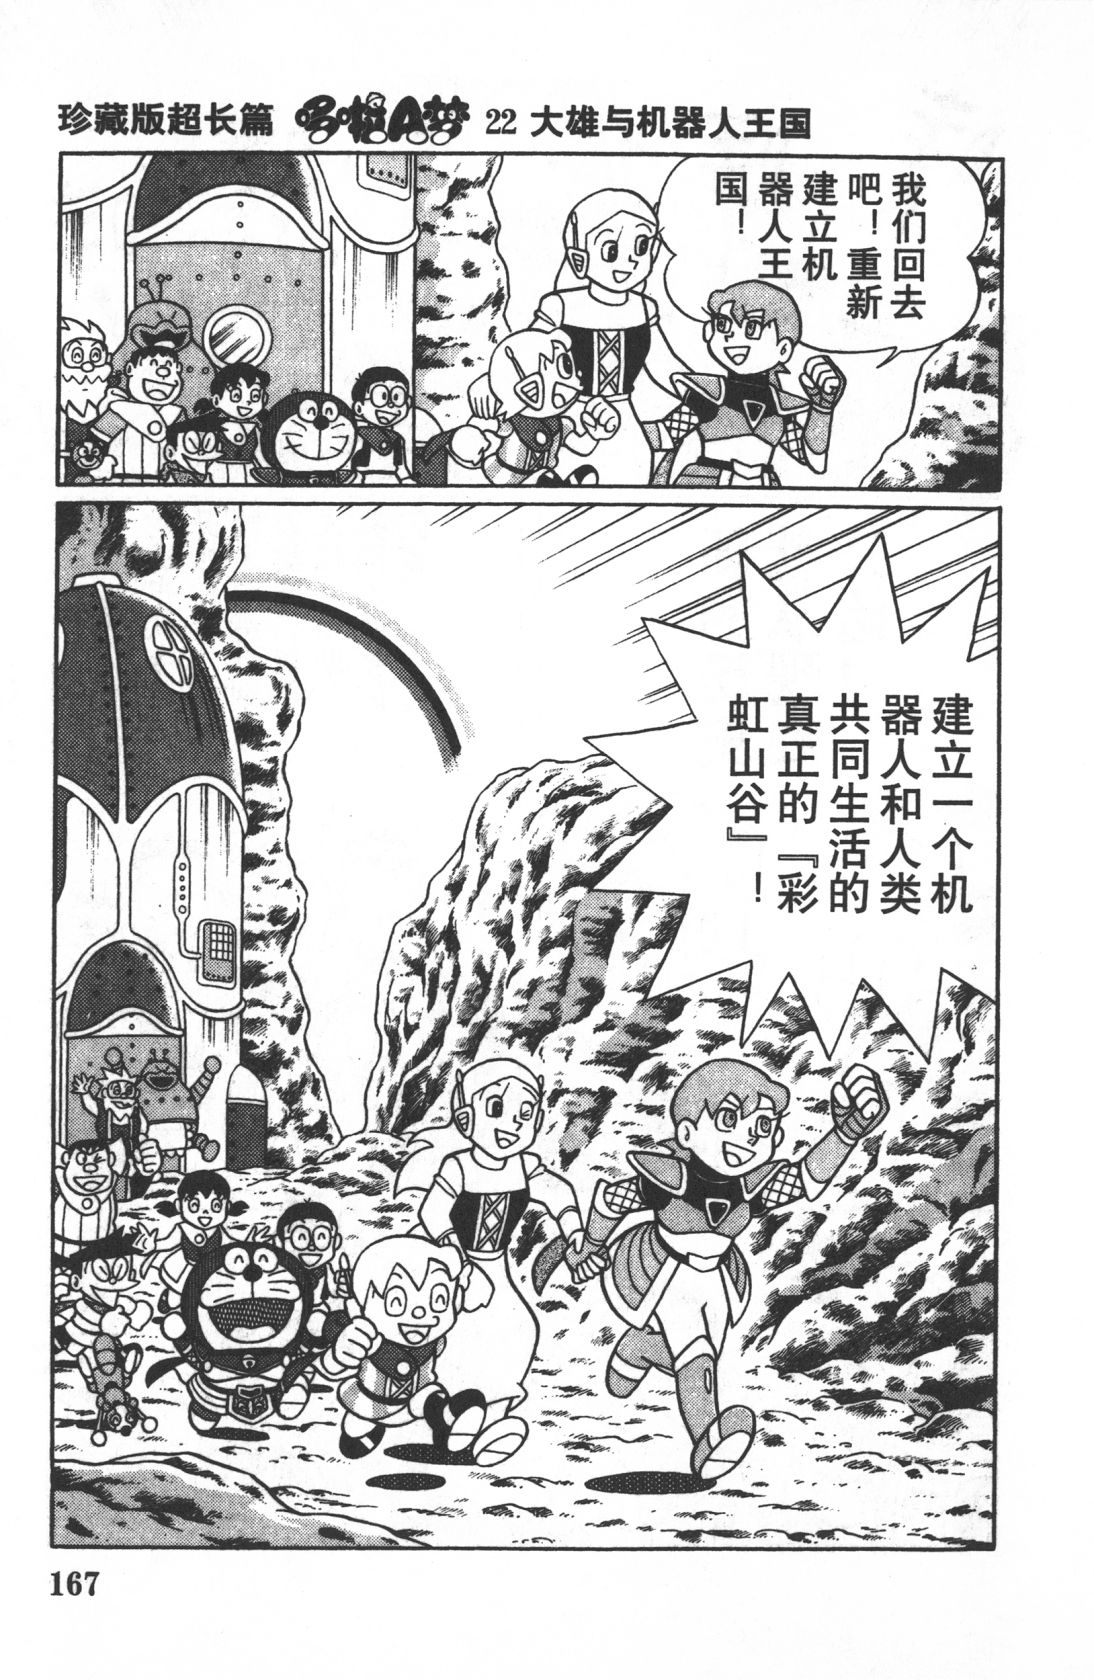 珍藏版超长篇 哆啦A梦 22 大雄与机器人王国
我们回去
吧！重新
建立机
器人王
国！
建立一个机
器人和人类
共同生活的
真正的『彩
虹山谷』！
167